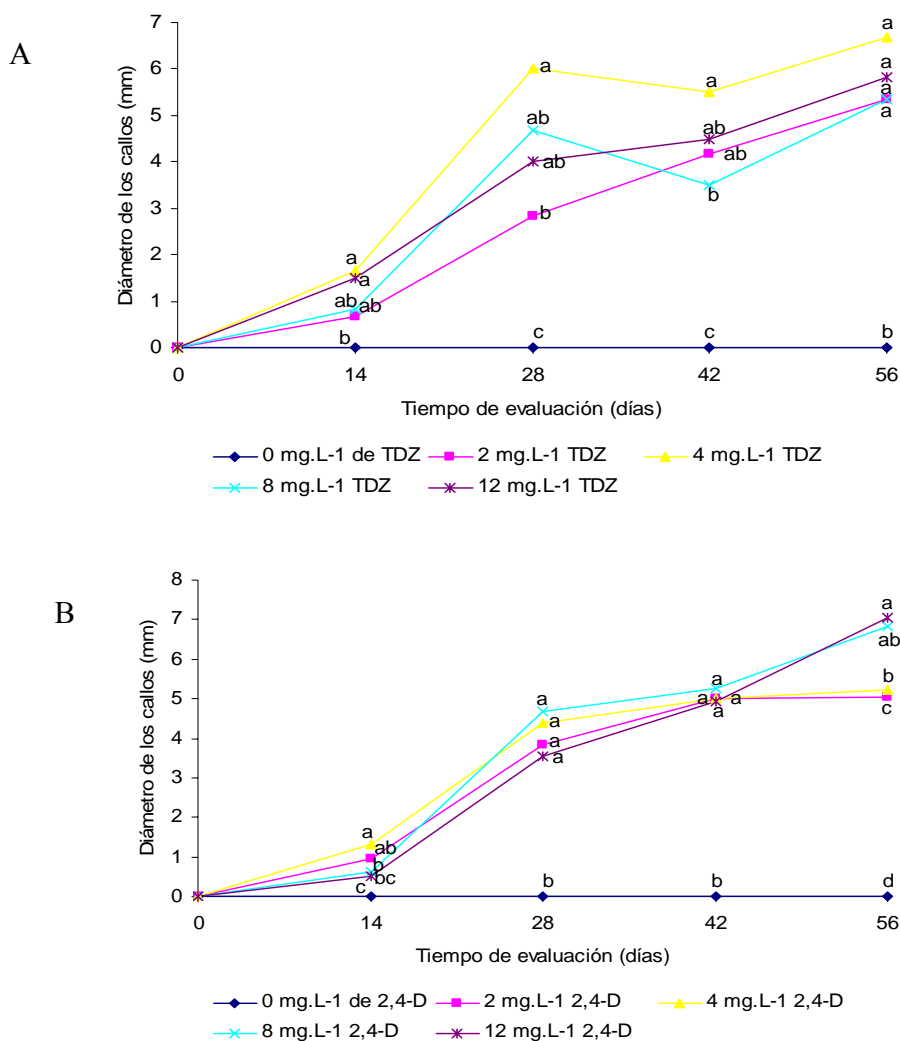 A
Diámetro de los callos (mm)
7
6
5
4
3
2
1
0
a
a
ab
ab
b
a
ab
ab
b
c
a
ab
ab
b
c
a
a
a
a
b
0 14 28 42 56
Tiempo de evaluación (días)
0 mg.L-1 de TDZ 2 mg.L-1 TDZ 4 mg.L-1 TDZ
8 mg.L-1 TDZ 12 mg.L-1 TDZ
B
Diámetro de los callos (mm)
8
7
6
5
4
3
2
1
0
a
ab
b
bc
c
a
a
a
a
b
a
a a
a
b
a
ab
b
c
d
0 14 28 42 56
Tiempo de evaluación (días)
0 mg.L-1 de 2,4-D 2 mg.L-1 2,4-D 4 mg.L-1 2,4-D
8 mg.L-1 2,4-D 12 mg.L-1 2,4-D